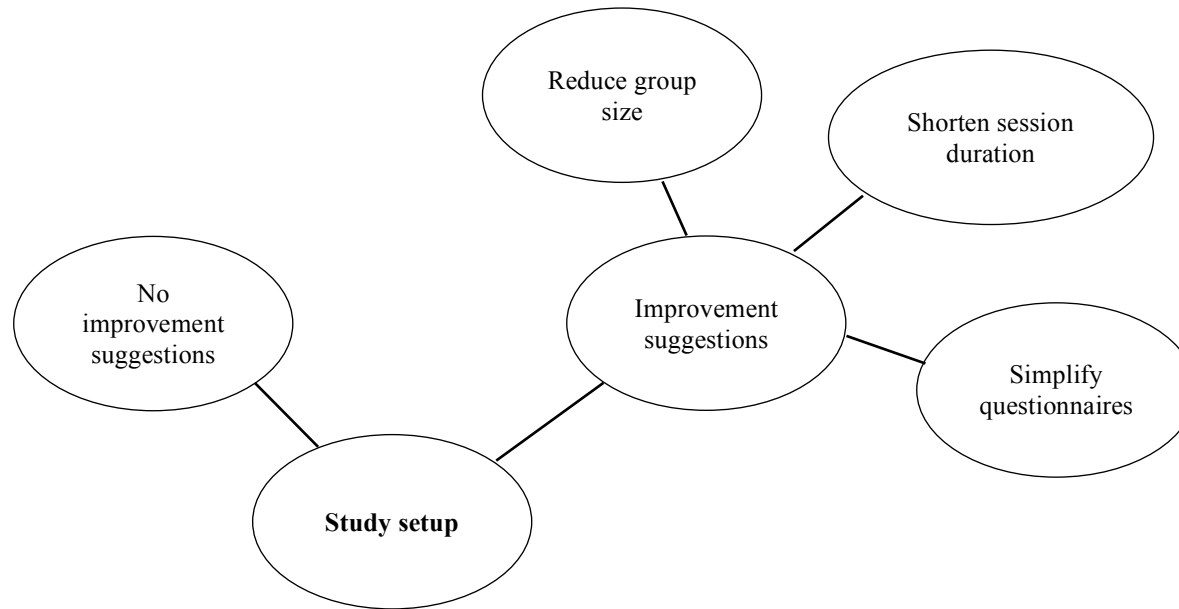 Reduce group
size
Shorten session
duration
No
improvement
suggestions
Improvement
suggestions
Simplify
questionnaires
Study setup